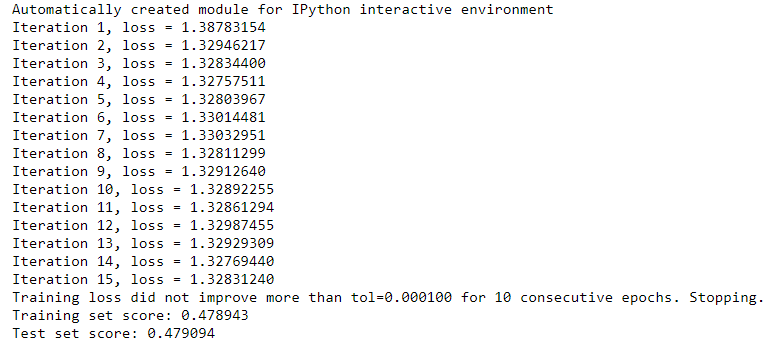 Automatically created module for IPython interactive environment
Iteration 1, loss = 1.38783154
Iteration 2, loss = 1.32946217
Iteration 3, loss = 1.32834400
Iteration 4, loss = 1.32757511
Iteration 5, loss = 1.32803967
Iteration 6, loss = 1.33014481
Iteration 7, loss = 1.33032951
Iteration 8, loss = 1.32811299
Iteration 9, loss = 1.32912640
Iteration 10, loss = 1.32892255
Iteration 11, loss = 1.32861294
Iteration 12, loss = 1.32987455
Iteration 13, loss = 1.32929309
Iteration 14, loss = 1.32769440
Iteration 15, loss = 1.32831240
Training loss did not improve more than tol=0.000100 for 10 consecutive epochs. Stopping.
Training set score: 0.478943
Test set score: 0.479094